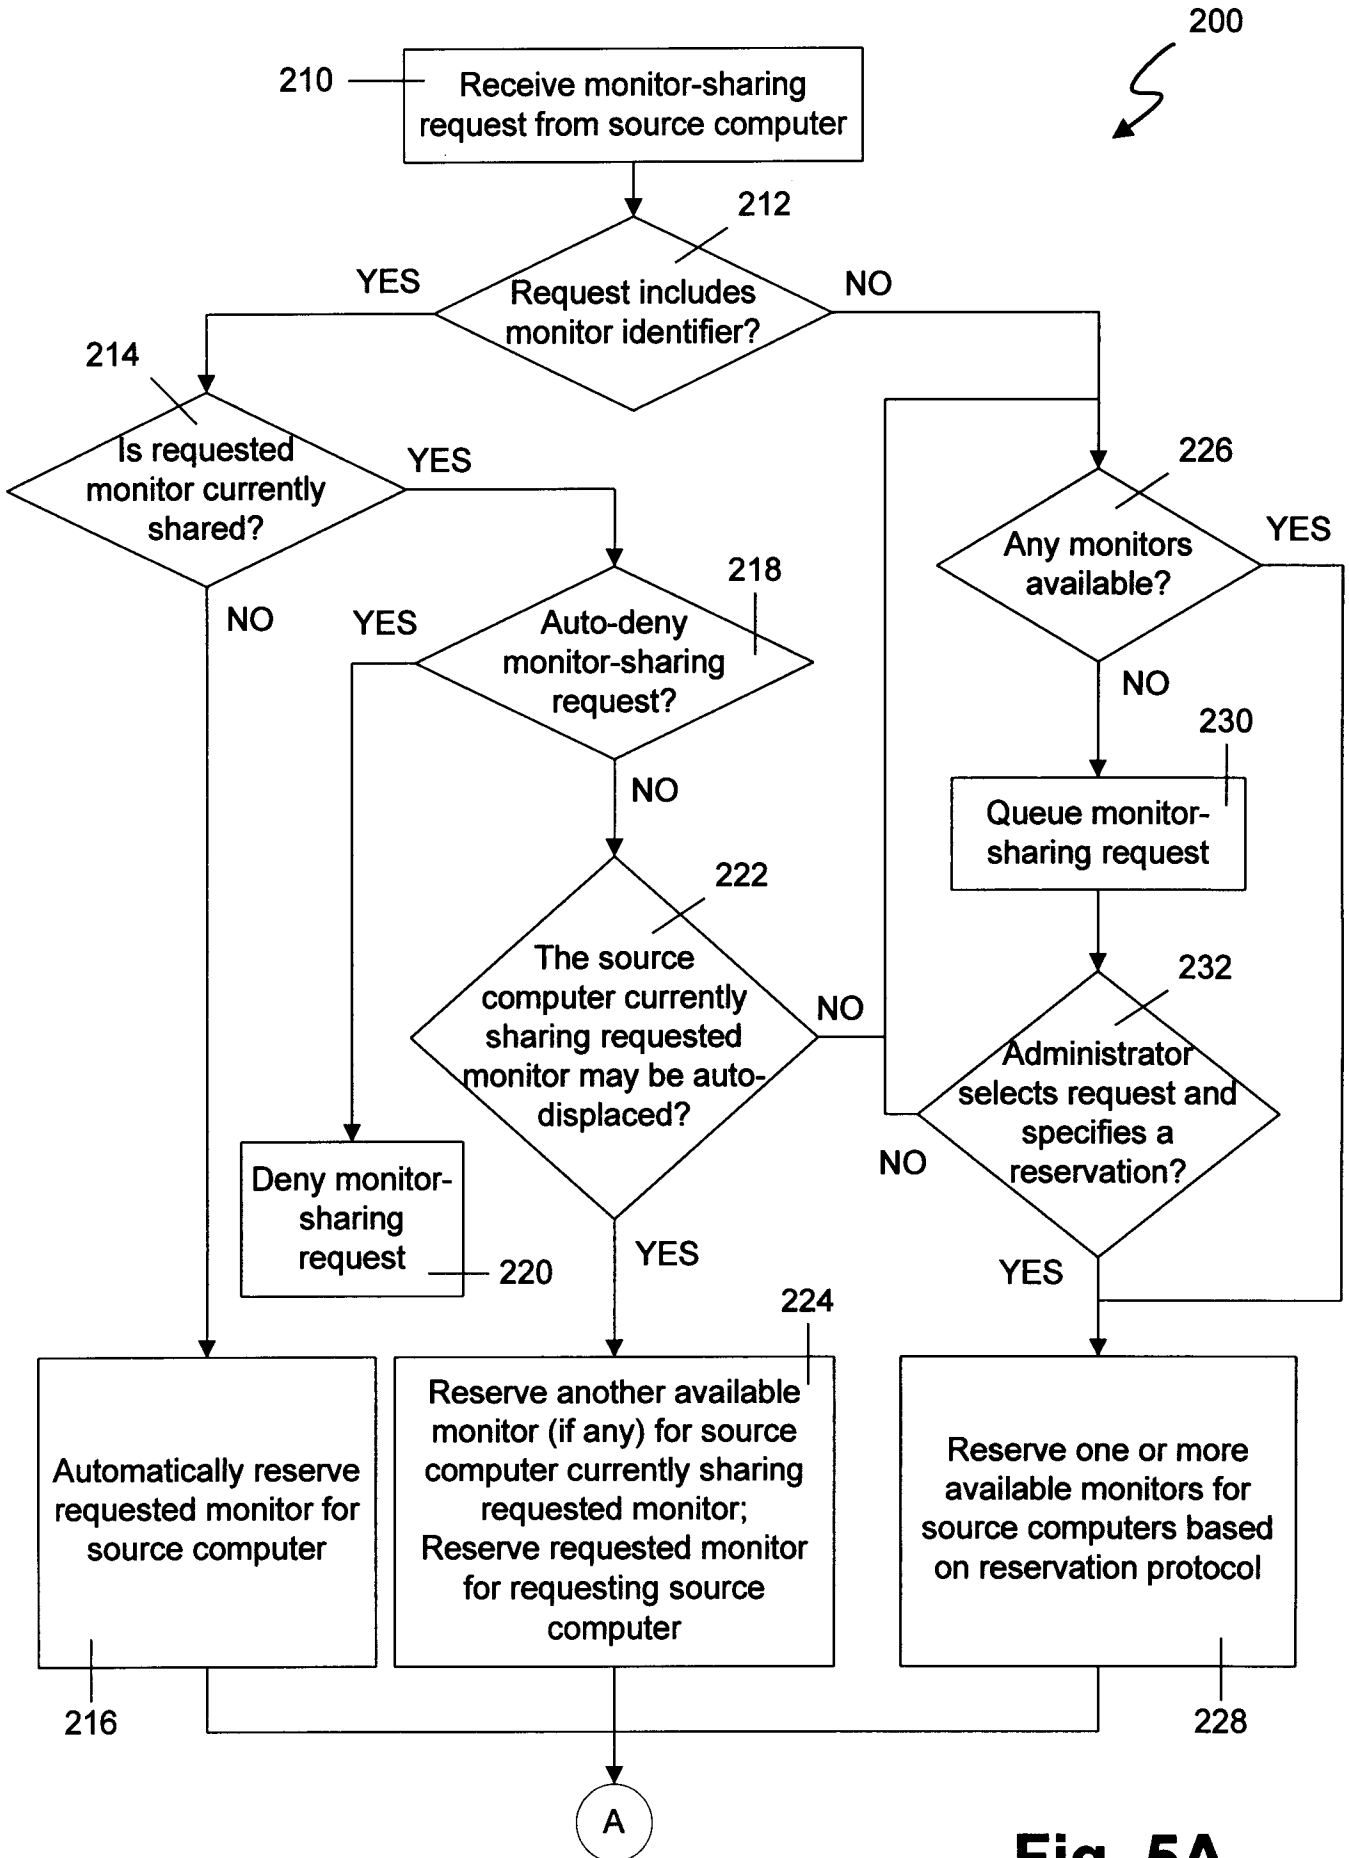 200
210
Receive monitor-sharing
request from source computer
212
YES
NO
Request includes
monitor identifier?
214
Is requested
monitor currently
shared?
YES
NO
226
Any monitors
available?
YES
NO
218
YES
Auto-deny
monitor-sharing
request?
NO
230
Queue monitor-
sharing request
222
The source
computer currently
sharing requested
monitor may be auto-
displaced?
NO
YES
232
Administrator
selects request and
specifies a
reservation?
NO
YES
Deny monitor-
sharing
request
220
224
Automatically reserve
requested monitor for
source computer
216
Reserve another available
monitor (if any) for source
computer currently sharing
requested monitor;
Reserve requested monitor
for requesting source
computer
Reserve one or more
available monitors for
source computers based
on reservation protocol
228
A
Fig. 5A